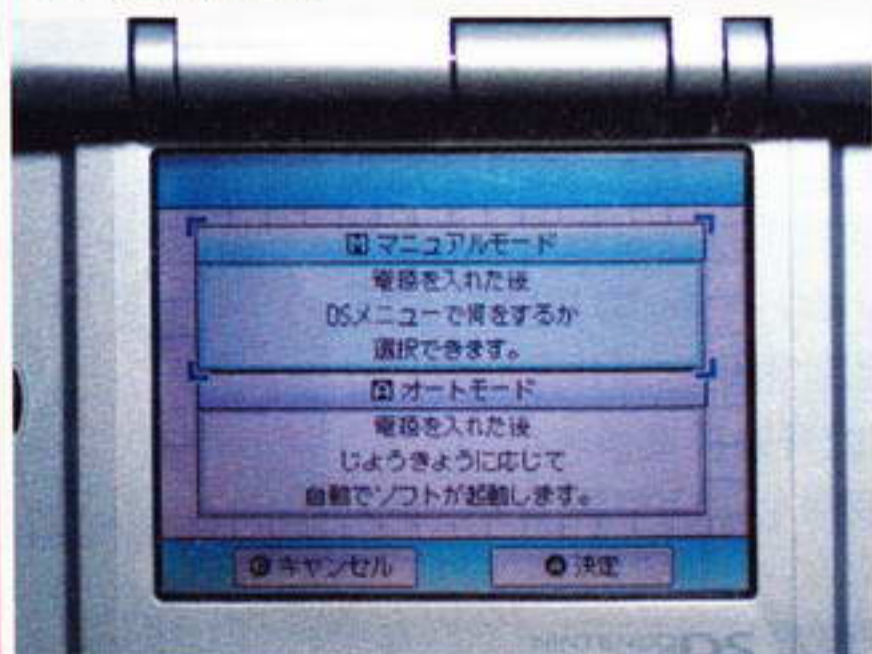 M マニュアルモード
電源を入れた後
DSメニューで何をするか
選択できます。
A オートモード
電源を入れた後
じょうきょうに応じて
自動でソフトが起動します。
B キャンセル
A 決定